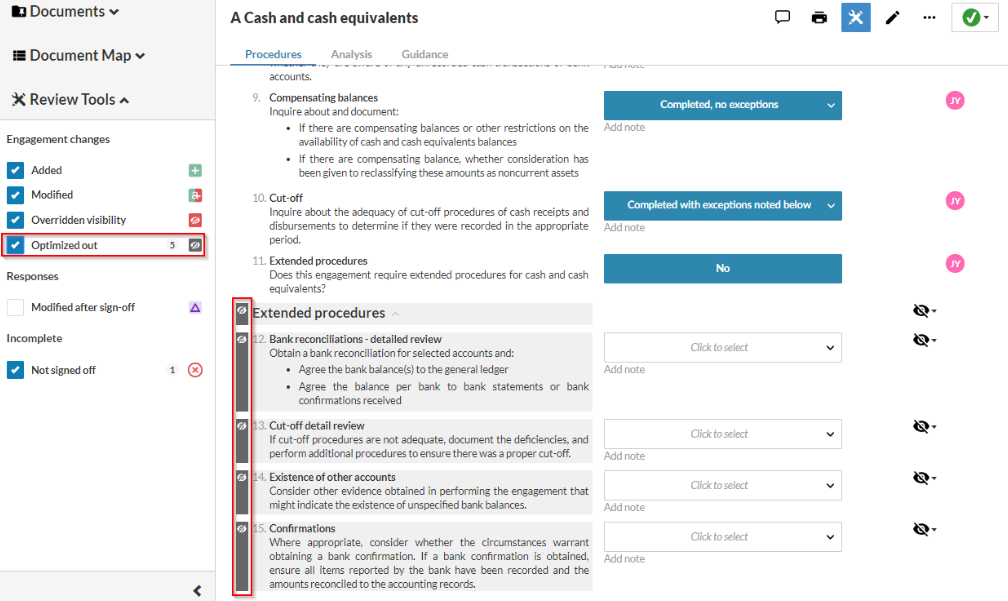 Documents
Document Map
Review Tools
Engagement changes
Added
Modified
Overridden visibility
Optimized out 5
Responses
Modified after sign-off
Incomplete
Not signed off 1
A Cash and cash equivalents
Procedures Analysis Guidance
accounts.
9. Compensating balances
Inquire about and document:
• If there are compensating balances or other restrictions on the
availability of cash and cash equivalents balances
• If there are compensating balance, whether consideration has
been given to reclassifying these amounts as noncurrent assets
Completed, no exceptions
Add note
JY
10. Cut-off
Inquire about the adequacy of cut-off procedures of cash receipts and
disbursements to determine if they were recorded in the appropriate
period.
Completed with exceptions noted below
Add note
JY
11. Extended procedures
Does this engagement require extended procedures for cash and cash
equivalents?
No
JY
Extended procedures
12. Bank reconciliations - detailed review
Obtain a bank reconciliation for selected accounts and:
• Agree the bank balance(s) to the general ledger
• Agree the balance per bank to bank statements or bank
confirmations received
Click to select
Add note
13. Cut-off detail review
If cut-off procedures are not adequate, document the deficiencies, and
perform additional procedures to ensure there was a proper cut-off.
Click to select
Add note
14. Existence of other accounts
Consider other evidence obtained in performing the engagement that
might indicate the existence of unspecified bank balances.
Click to select
Add note
15. Confirmations
Where appropriate, consider whether the circumstances warrant
obtaining a bank confirmation. If a bank confirmation is obtained,
ensure all items reported by the bank have been recorded and the
amounts reconciled to the accounting records.
Click to select
Add note